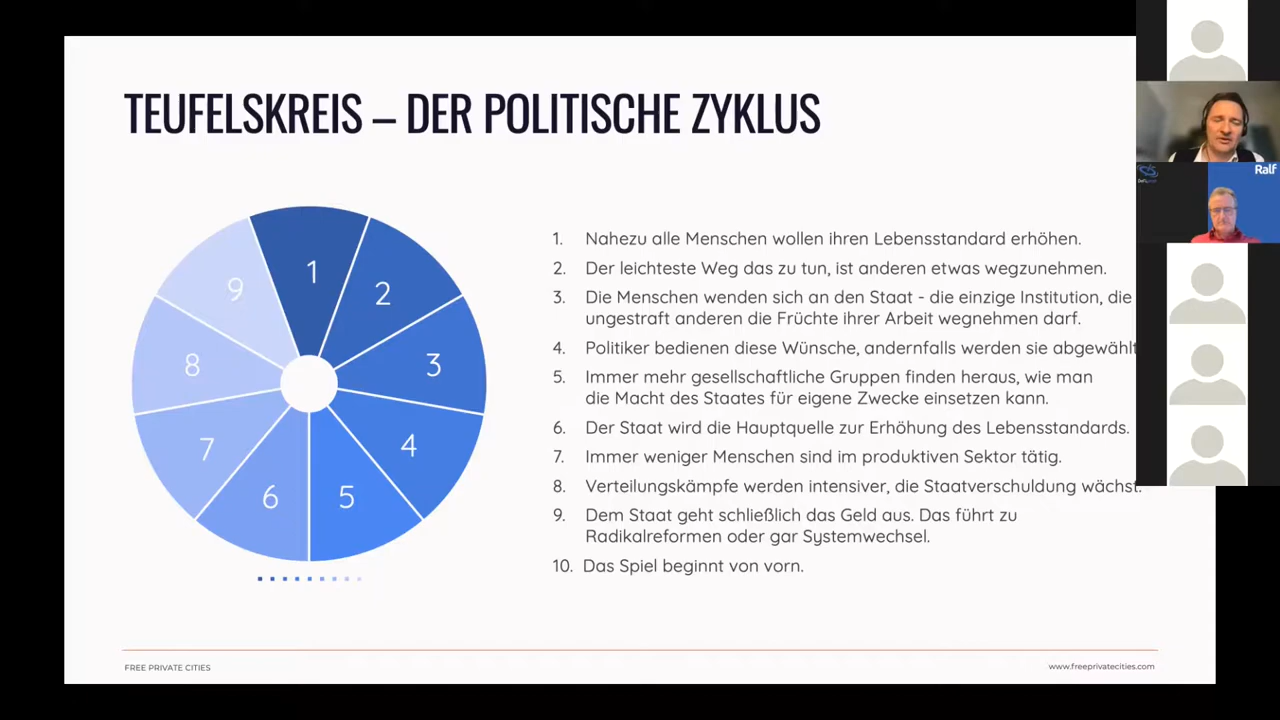 TEUFELSKREIS – DER POLITISCHE ZYKLUS
1
2
3
4
5
6
7
8
9
1. Nahezu alle Menschen wollen ihren Lebensstandard erhöhen.
2. Der leichteste Weg das zu tun, ist anderen etwas wegzunehmen.
3. Die Menschen wenden sich an den Staat - die einzige Institution, die
ungestraft anderen die Früchte ihrer Arbeit wegnehmen darf.
4. Politiker bedienen diese Wünsche, andernfalls werden sie abgewählt
5. Immer mehr gesellschaftliche Gruppen finden heraus, wie man
die Macht des Staates für eigene Zwecke einsetzen kann.
6. Der Staat wird die Hauptquelle zur Erhöhung des Lebensstandards.
7. Immer weniger Menschen sind im produktiven Sektor tätig.
8. Verteilungskämpfe werden intensiver, die Staatverschuldung wächst.
9. Dem Staat geht schließlich das Geld aus. Das führt zu
Radikalreformen oder gar Systemwechsel.
10. Das Spiel beginnt von vorn.
FREE PRIVATE CITIES
www.freeprivatecities.com
Ralf